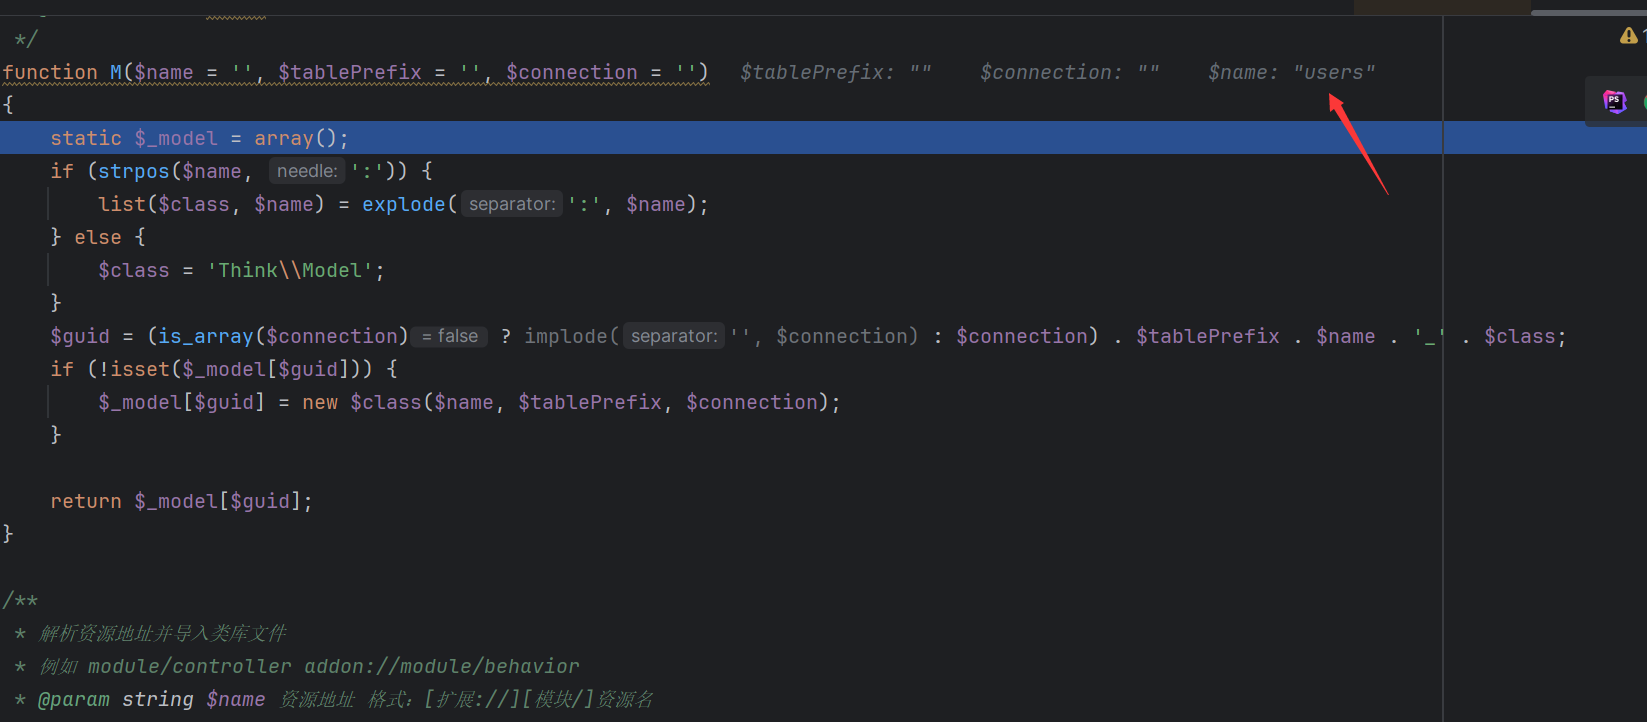 */
function M($name = '', $tablePrefix = '', $connection = '') $tablePrefix: "" $connection: "" $name: "users"
{
static $_model = array();
if (strpos($name, needle: ':')) {
list($class, $name) = explode( separator: ':', $name);
} else {
$class = 'Think\\Model';
}
$guid = (is_array($connection) = false ? implode( separator: '', $connection) : $connection) . $tablePrefix . $name . '_' . $class;
if (!isset($_model[$guid])) {
$_model[$guid] = new $class($name, $tablePrefix, $connection);
}
return $_model[$guid];
}
/**
* 解析资源地址并导入类库文件
* 例如 module/controller addon://module/behavior
* @param string $name 资源地址 格式：[扩展://][模块/]资源名
PS